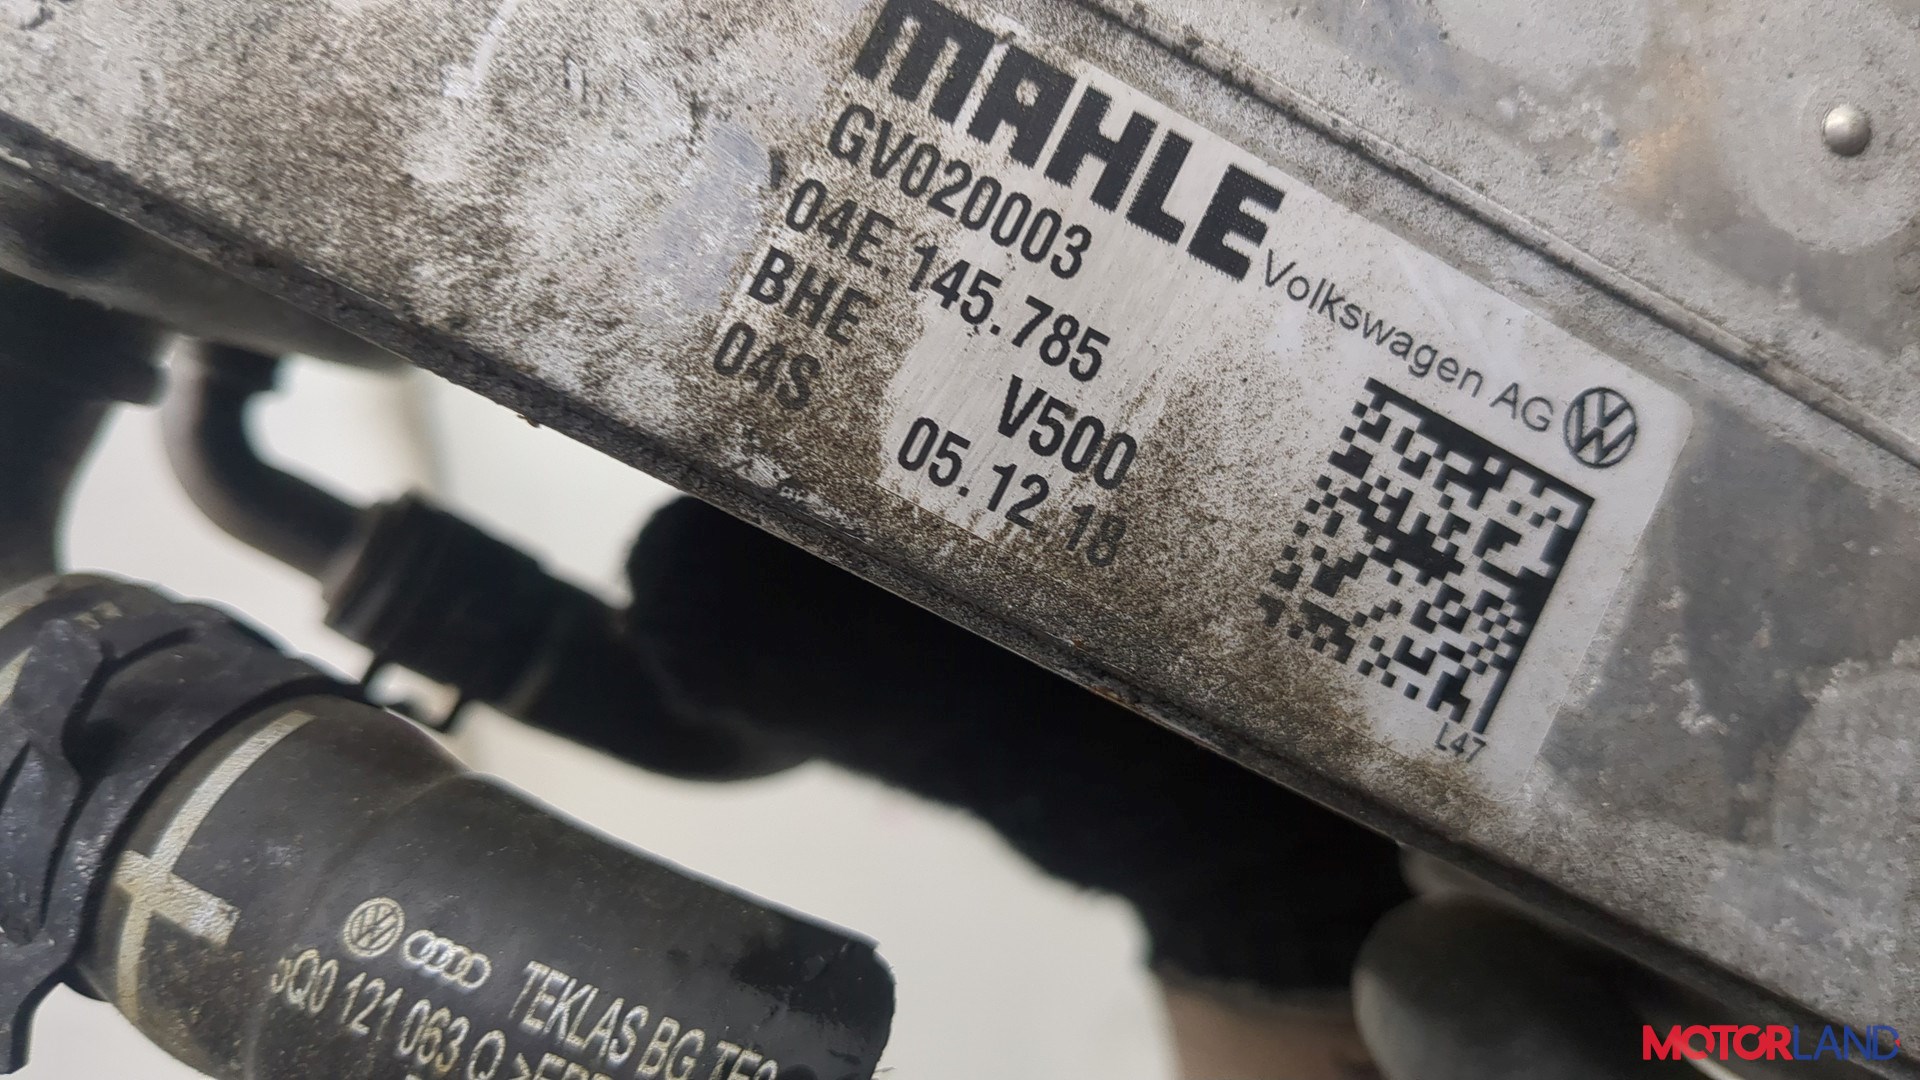 MAHLE
GV020003
Volkswagen AG
04E.145.785
BHE V500
04S 05.12.18
L47
TEKLAS BG
5Q0 121 063 Q
MOTORLAND